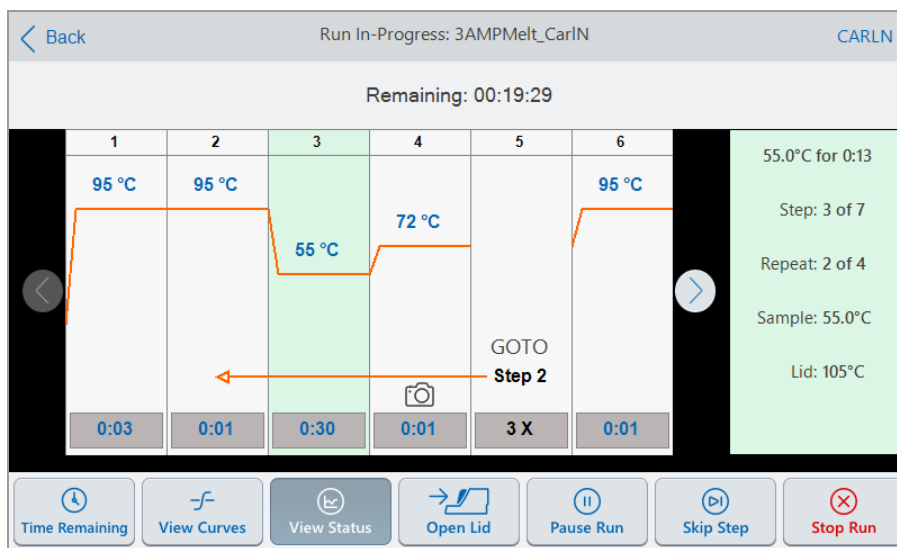 Back
Run In-Progress: 3AMPMelt_CarlN
CARLN
Remaining: 00:19:29
1 2 3 4 5 6
95 °C 95 °C 55 °C 72 °C 95 °C
GOTO
Step 2
0:03 0:01 0:30 0:01 3 X 0:01
55.0°C for 0:13
Step: 3 of 7
Repeat: 2 of 4
Sample: 55.0°C
Lid: 105°C
Time Remaining View Curves View Status Open Lid Pause Run Skip Step Stop Run